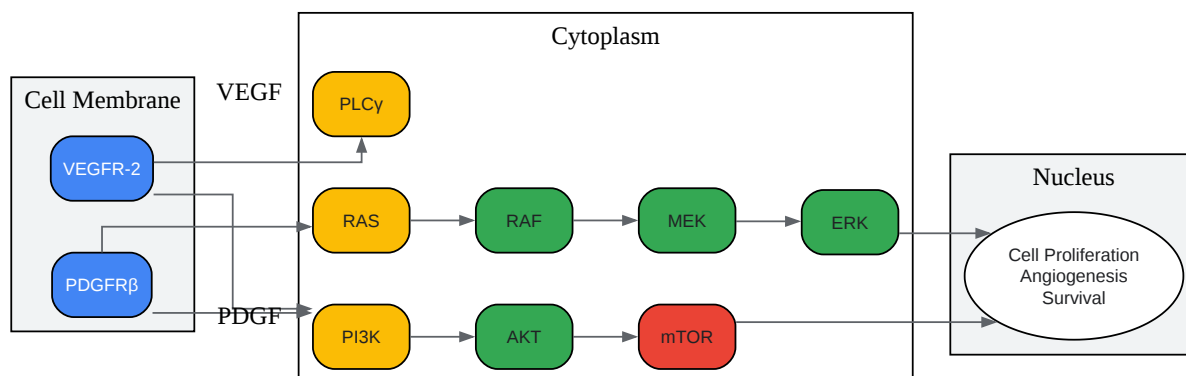 Cytoplasm
VEGF
Cell Membrane
PLCγ
VEGFR-2
Nucleus
RAS
RAF
MEK
ERK
Cell Proliferation
Angiogenesis
Survival
PDGFRβ
PDGF
PI3K
AKT
mTOR